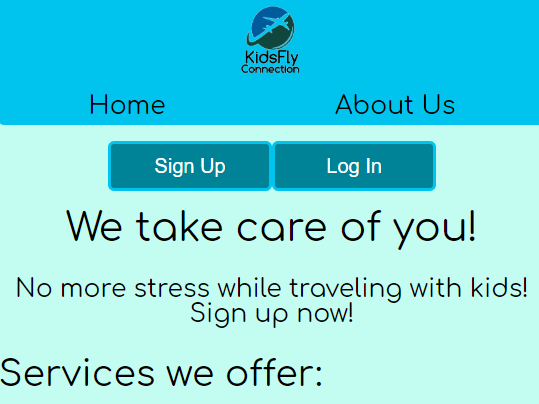 KidsFly
Connection
Home About Us
Sign Up Log In
We take care of you!
No more stress while traveling with kids!
Sign up now!
Services we offer: